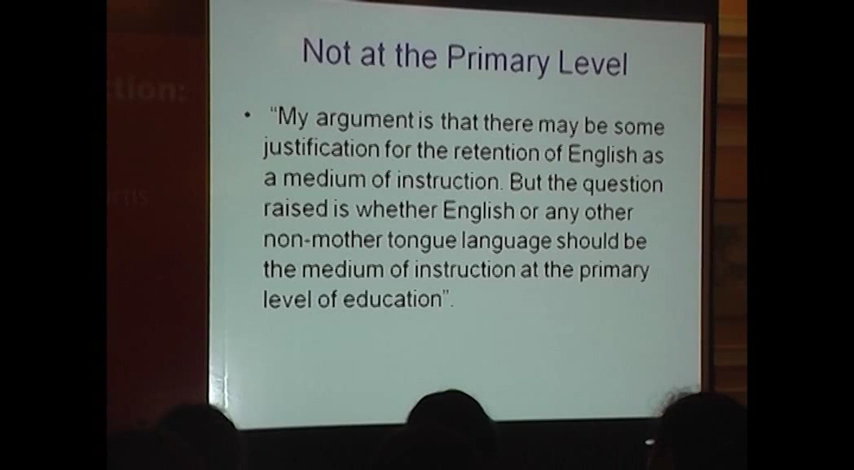 Not at the Primary Level
• “My argument is that there may be some
justification for the retention of English as
a medium of instruction. But the question
raised is whether English or any other
non-mother tongue language should be
the medium of instruction at the primary
level of education”.
tion: